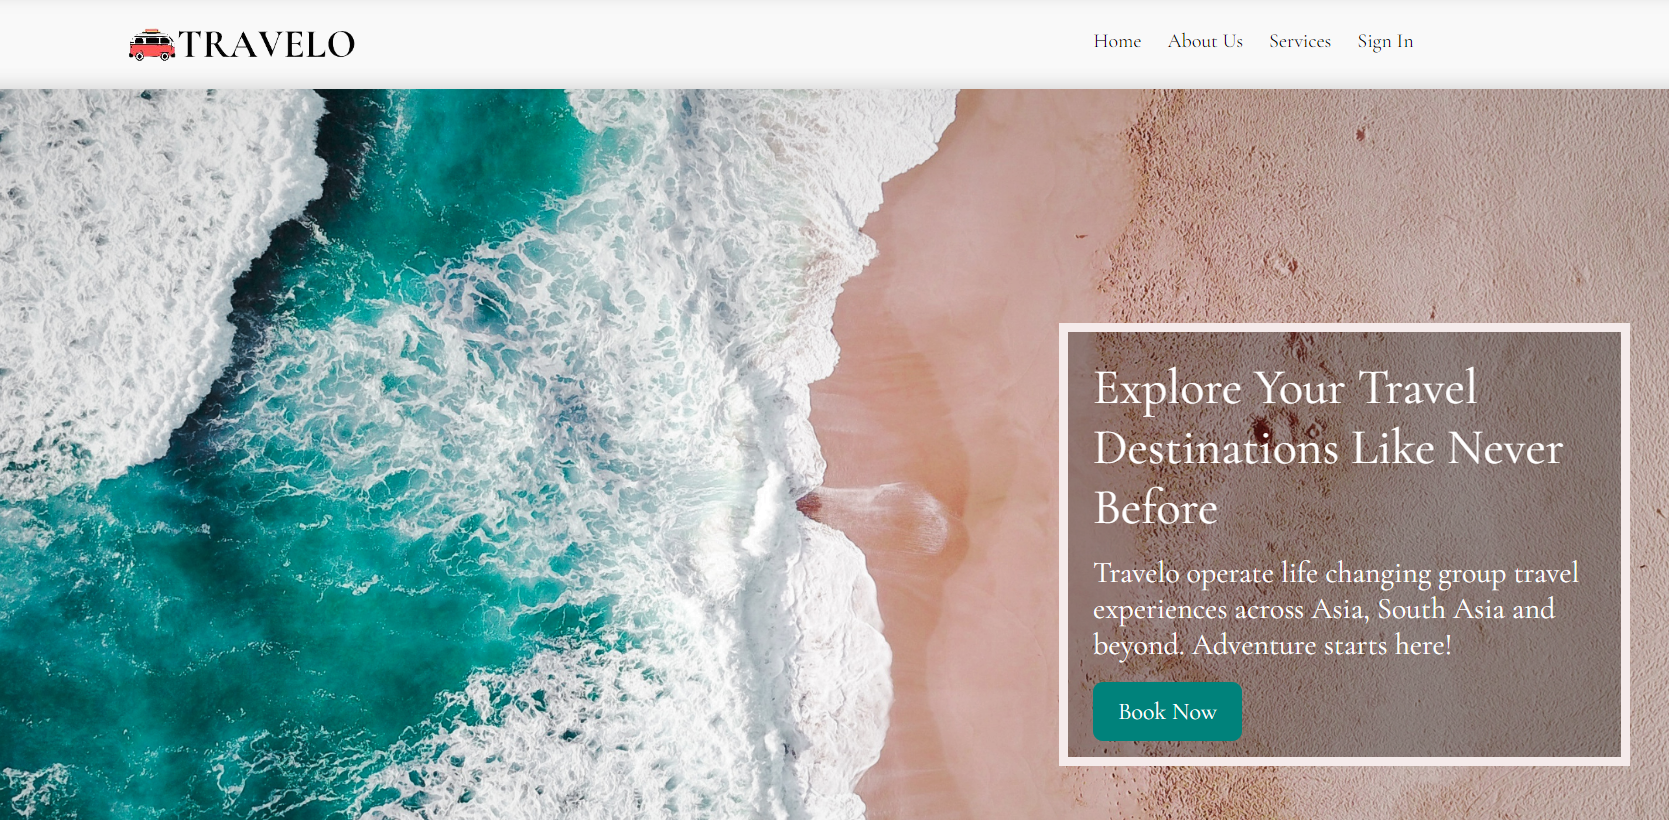 TRAVELO
Home About Us Services Sign In
Explore Your Travel
Destinations Like Never
Before
Travelo operate life changing group travel
experiences across Asia, South Asia and
beyond. Adventure starts here!
Book Now